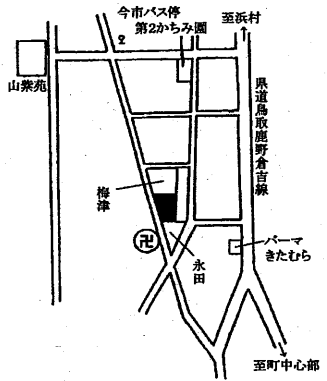 今市バス停
第2かちみ園
至浜村
山紫苑
県道鳥取鹿野倉吉線
梅津
卍
永田
パーマ
きたむら
至町中心部